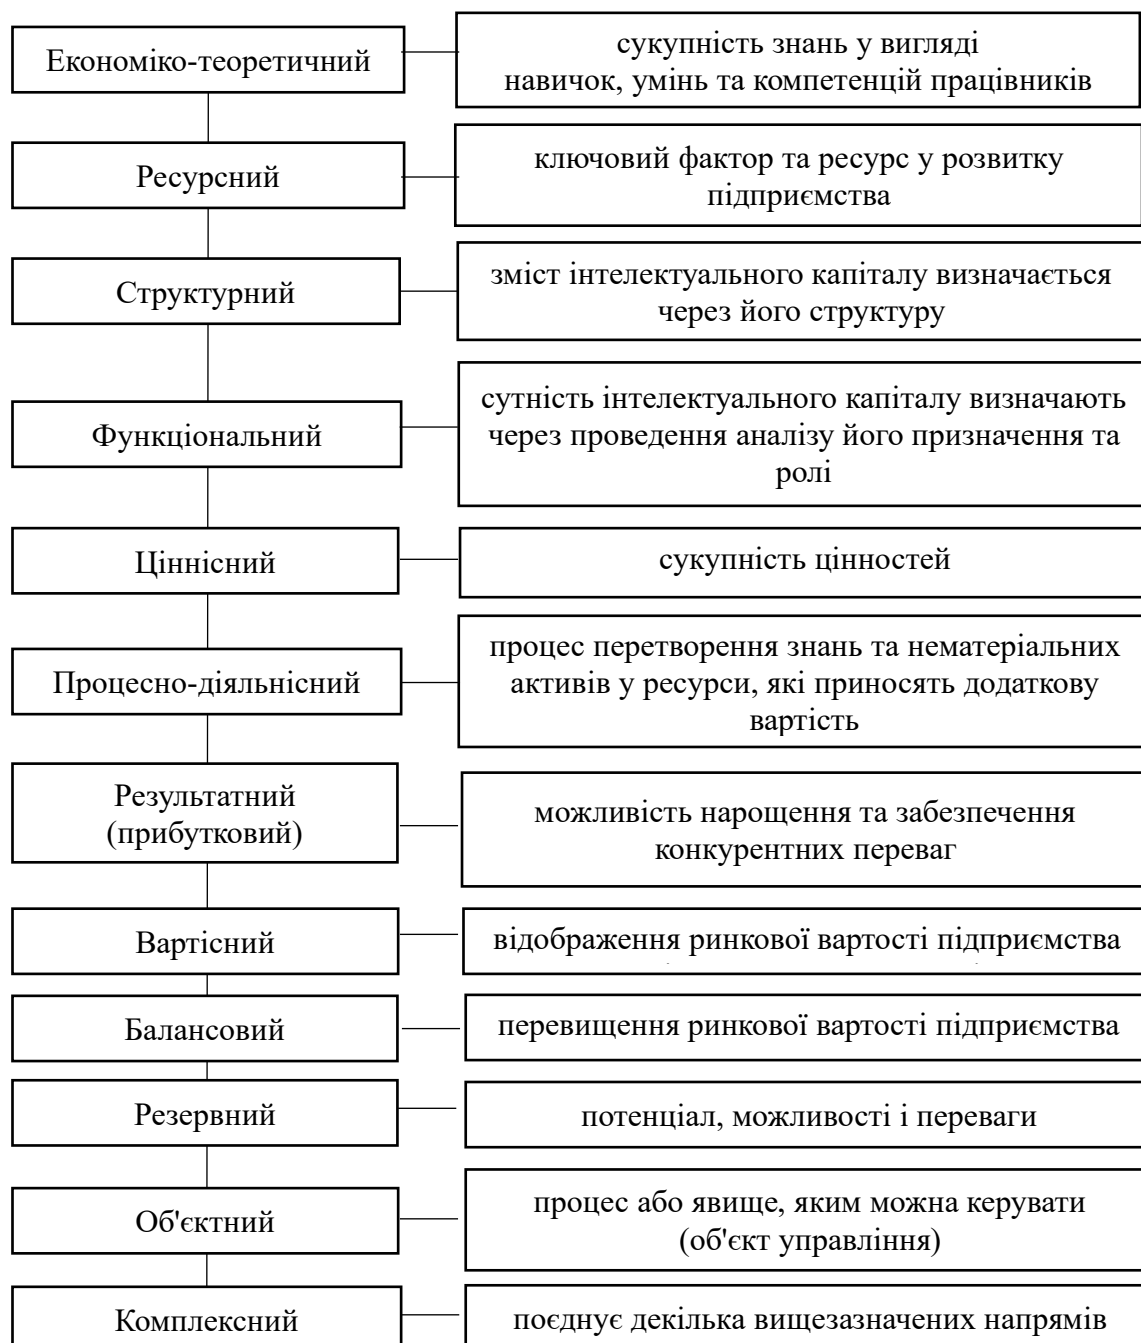 Економіко-теоретичний
сукупність знань у вигляді
навичок, умінь та компетенцій працівників
Ресурсний
ключовий фактор та ресурс у розвитку
підприємства
Структурний
зміст інтелектуального капіталу визначається
через його структуру
Функціональний
сутність інтелектуального капіталу визначають
через проведення аналізу його призначення та
ролі
Ціннісний
сукупність цінностей
Процесно-діяльнісний
процес перетворення знань та нематеріальних
активів у ресурси, які приносять додаткову
вартість
Результатний
(прибутковий)
можливість нарощення та забезпечення
конкурентних переваг
Вартісний
відображення ринкової вартості підприємства
Балансовий
перевищення ринкової вартості підприємства
Резервний
потенціал, можливості і переваги
Об'єктний
процес або явище, яким можна керувати
(об'єкт управління)
Комплексний
поєднує декілька вищезазначених напрямів